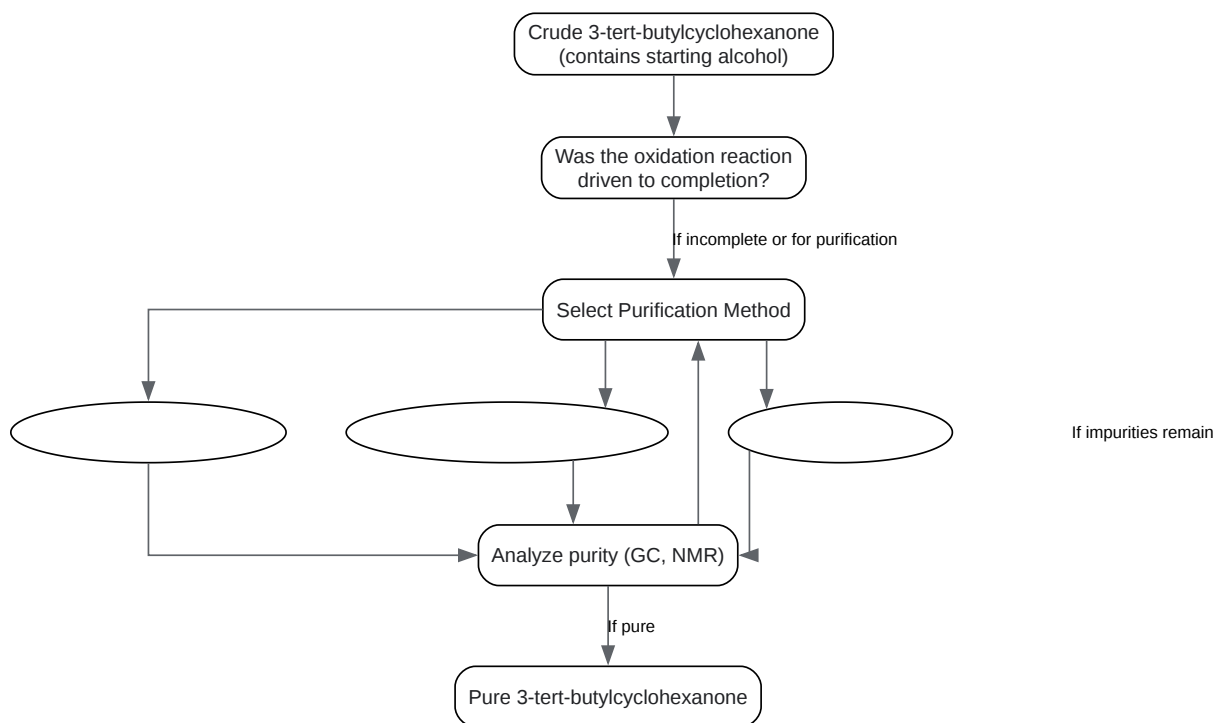 Crude 3-tert-butylcyclohexanone
(contains starting alcohol)
Was the oxidation reaction
driven to completion?
If incomplete or for purification
Select Purification Method
If impurities remain
Analyze purity (GC, NMR)
If pure
Pure 3-tert-butylcyclohexanone